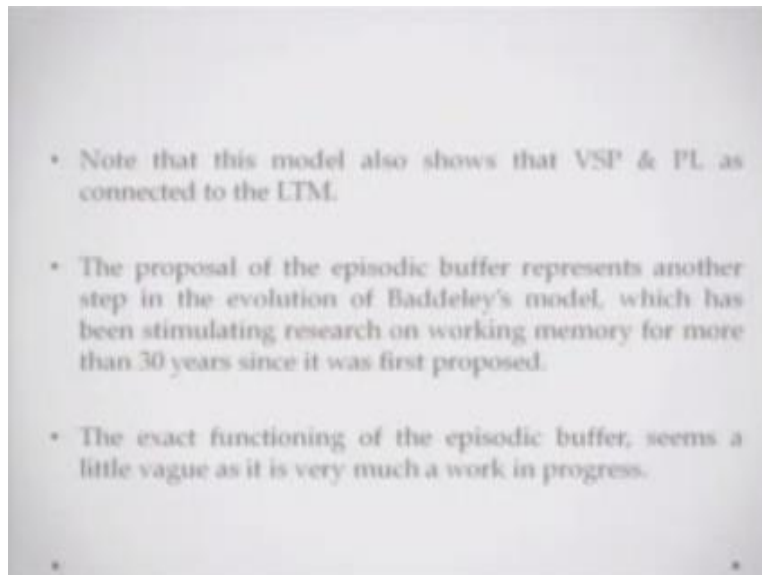 • Note that this model also shows that VSP & PL as
connected to the LTM.
• The proposal of the episodic buffer represents another
step in the evolution of Baddeley's model, which has
been stimulating research on working memory for more
than 30 years since it was first proposed.
• The exact functioning of the episodic buffer, seems a
little vague as it is very much a work in progress.